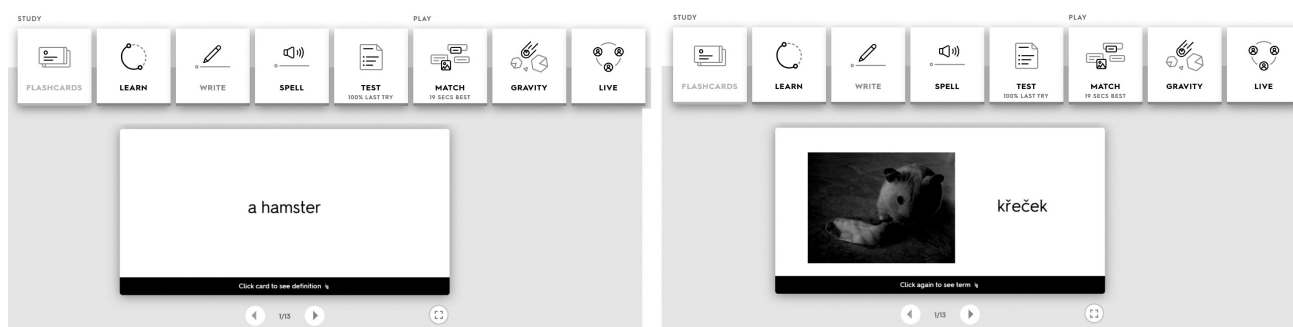 STUDY PLAY
FLASHCARDS LEARN WRITE SPELL TEST MATCH GRAVITY LIVE
100% LAST TRY 19 SECS BEST
a hamster
Click card to see definition
1/13
STUDY PLAY
FLASHCARDS LEARN WRITE SPELL TEST MATCH GRAVITY LIVE
100% LAST TRY 19 SECS BEST
křeček
Click again to see term
1/13